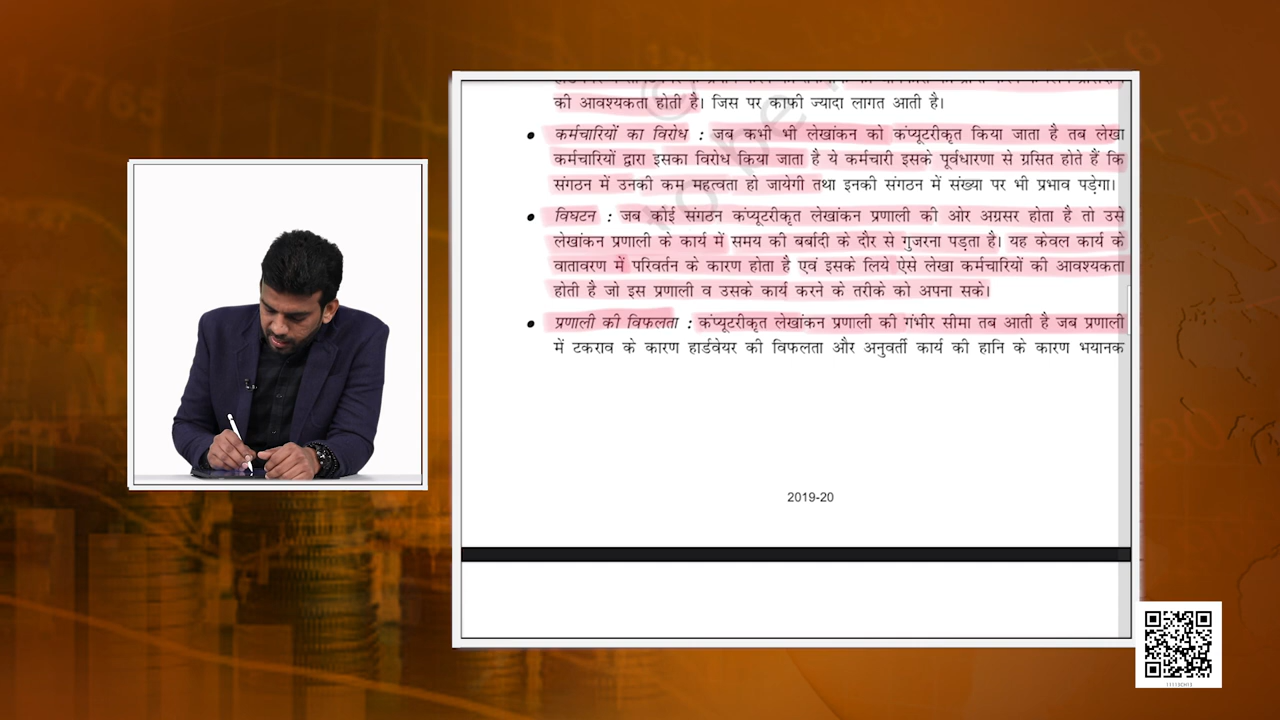 की आवश्यकता होती है। जिस पर काफी ज्यादा लागत आती है।
• कर्मचारियों का विरोध : जब कभी भी लेखांकन को कंप्यूटरीकृत किया जाता है तब लेखा
कर्मचारियों द्वारा इसका विरोध किया जाता है ये कर्मचारी इसके पूर्वधारणा से ग्रसित होते हैं कि
संगठन में उनकी कम महत्वता हो जायेगी तथा इनकी संगठन में संख्या पर भी प्रभाव पड़ेगा।
• विघटन : जब कोई संगठन कंप्यूटरीकृत लेखांकन प्रणाली की ओर अग्रसर होता है तो उसे
लेखांकन प्रणाली के कार्य में समय की बर्बादी के दौर से गुजरना पड़ता है। यह केवल कार्य के
वातावरण में परिवर्तन के कारण होता है एवं इसके लिये ऐसे लेखा कर्मचारियों की आवश्यकता
होती है जो इस प्रणाली व उसके कार्य करने के तरीके को अपना सके।
• प्रणाली की विफलता : कंप्यूटरीकृत लेखांकन प्रणाली की गंभीर सीमा तब आती है जब प्रणाली
में टकराव के कारण हार्डवेयर की विफलता और अनुवर्ती कार्य की हानि के कारण भयानक
2019-20